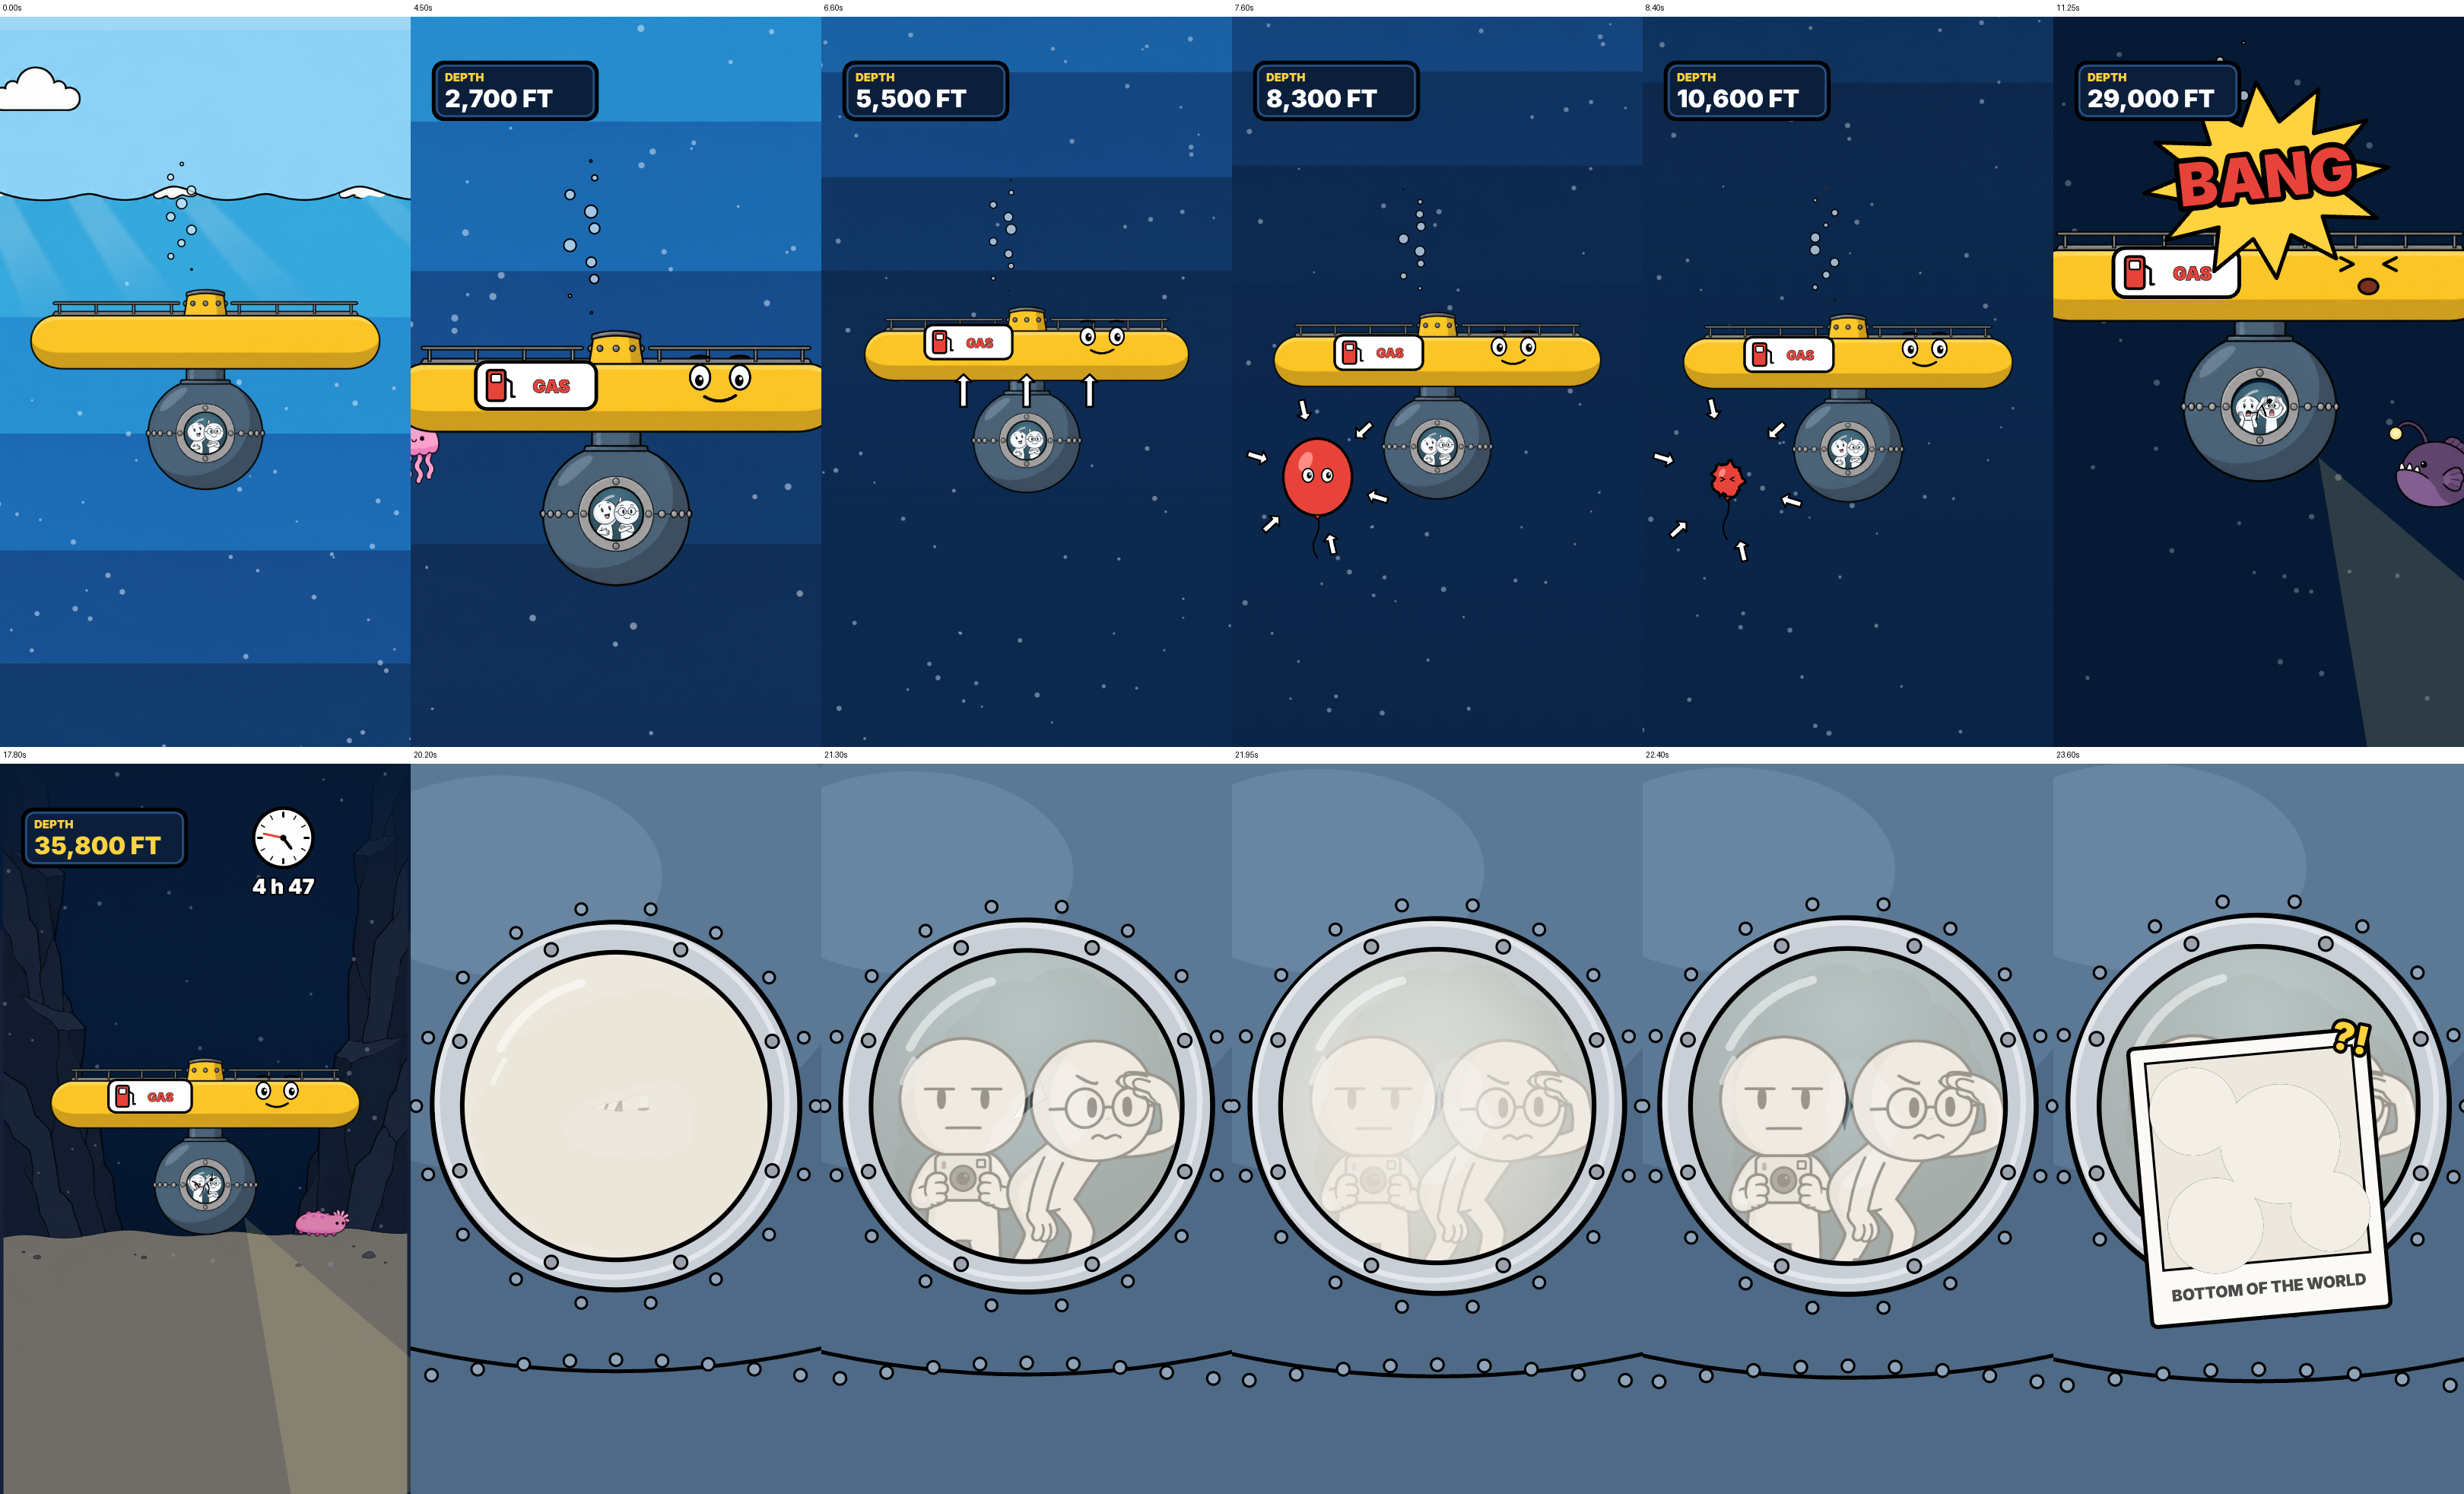 0.00s
4.50s
6.60s
7.60s
8.40s
11.25s
DEPTH
2,700 FT
GAS
DEPTH
5,500 FT
GAS
DEPTH
8,300 FT
GAS
DEPTH
10,600 FT
GAS
DEPTH
29,000 FT
BANG
GAS
17.80s
20.20s
21.30s
21.95s
22.40s
23.60s
DEPTH
35,800 FT
4 h 47
GAS
?!
BOTTOM OF THE WORLD